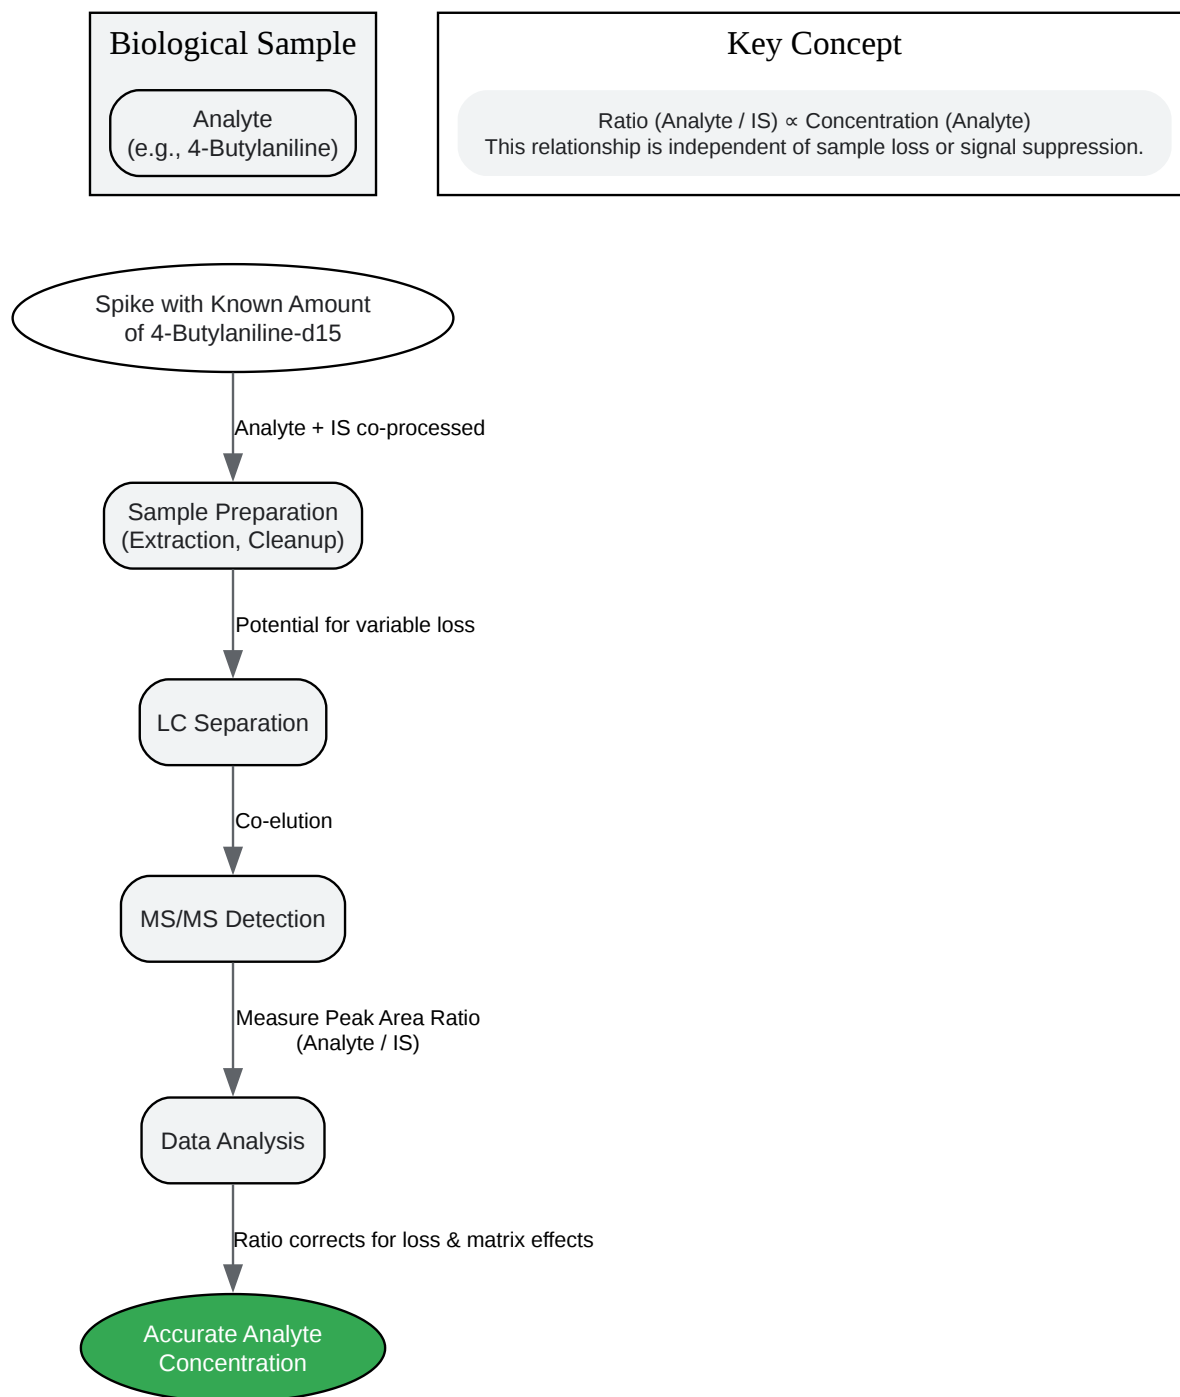 Biological Sample
Analyte
(e.g., 4-Butylaniline)
Key Concept
Ratio (Analyte / IS) ∝ Concentration (Analyte)
This relationship is independent of sample loss or signal suppression.
Spike with Known Amount
of 4-Butylaniline-d15
Analyte + IS co-processed
Sample Preparation
(Extraction, Cleanup)
Potential for variable loss
LC Separation
Co-elution
MS/MS Detection
Measure Peak Area Ratio
(Analyte / IS)
Data Analysis
Ratio corrects for loss & matrix effects
Accurate Analyte
Concentration